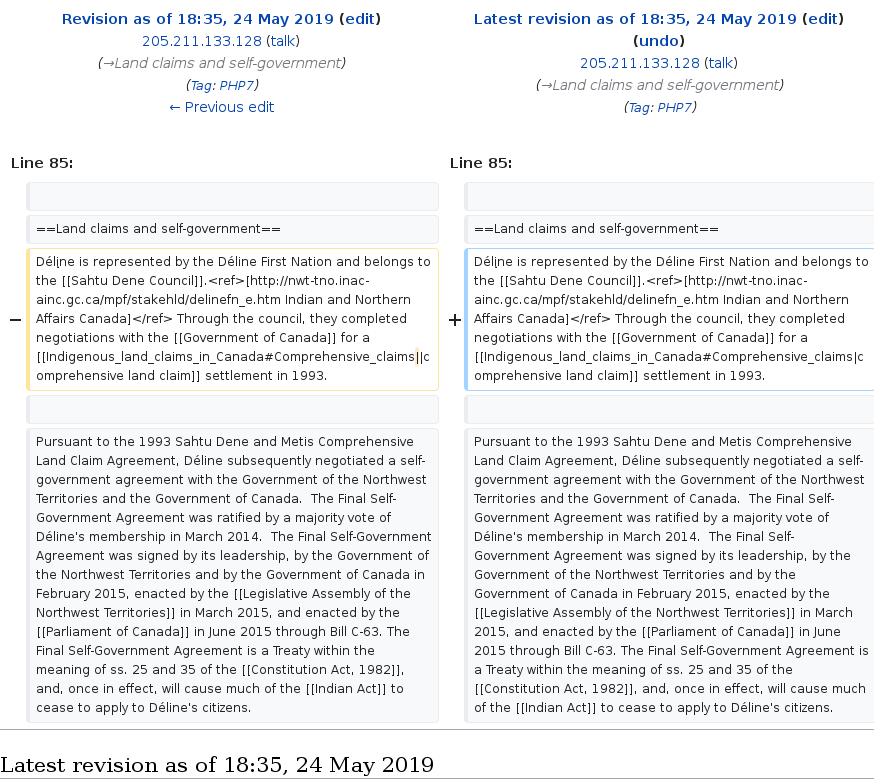 Revision as of 18:35, 24 May 2019 (edit)
205.211.133.128 (talk)
(→Land claims and self-government)
(Tag: PHP7)
← Previous edit
Latest revision as of 18:35, 24 May 2019 (edit)
(undo)
205.211.133.128 (talk)
(→Land claims and self-government)
(Tag: PHP7)
Line 85:
Line 85:
==Land claims and self-government==
==Land claims and self-government==
−
Délįne is represented by the Déline First Nation and belongs to
the [[Sahtu Dene Council]].<ref>[http://nwt-tno.inac-
ainc.gc.ca/mpf/stakehld/delinefn_e.htm Indian and Northern
Affairs Canada]</ref> Through the council, they completed
negotiations with the [[Government of Canada]] for a
[[Indigenous_land_claims_in_Canada#Comprehensive_claims||c
omprehensive land claim]] settlement in 1993.
+
Délįne is represented by the Déline First Nation and belongs to
the [[Sahtu Dene Council]].<ref>[http://nwt-tno.inac-
ainc.gc.ca/mpf/stakehld/delinefn_e.htm Indian and Northern
Affairs Canada]</ref> Through the council, they completed
negotiations with the [[Government of Canada]] for a
[[Indigenous_land_claims_in_Canada#Comprehensive_claims|c
omprehensive land claim]] settlement in 1993.
Pursuant to the 1993 Sahtu Dene and Metis Comprehensive
Land Claim Agreement, Déline subsequently negotiated a self-
government agreement with the Government of the Northwest
Territories and the Government of Canada.  The Final Self-
Government Agreement was ratified by a majority vote of
Déline's membership in March 2014.  The Final Self-Government
Agreement was signed by its leadership, by the Government of
the Northwest Territories and by the Government of Canada in
February 2015, enacted by the [[Legislative Assembly of the
Northwest Territories]] in March 2015, and enacted by the
[[Parliament of Canada]] in June 2015 through Bill C-63. The
Final Self-Government Agreement is a Treaty within the
meaning of ss. 25 and 35 of the [[Constitution Act, 1982]],
and, once in effect, will cause much of the [[Indian Act]] to
cease to apply to Déline's citizens.
Pursuant to the 1993 Sahtu Dene and Metis Comprehensive
Land Claim Agreement, Déline subsequently negotiated a self-
government agreement with the Government of the Northwest
Territories and the Government of Canada.  The Final Self-
Government Agreement was ratified by a majority vote of
Déline's membership in March 2014.  The Final Self-
Government Agreement was signed by its leadership, by the
Government of the Northwest Territories and by the
Government of Canada in February 2015, enacted by the
[[Legislative Assembly of the Northwest Territories]] in March
2015, and enacted by the [[Parliament of Canada]] in June
2015 through Bill C-63. The Final Self-Government Agreement is
a Treaty within the meaning of ss. 25 and 35 of the
[[Constitution Act, 1982]], and, once in effect, will cause much
of the [[Indian Act]] to cease to apply to Déline's citizens.
Latest revision as of 18:35, 24 May 2019